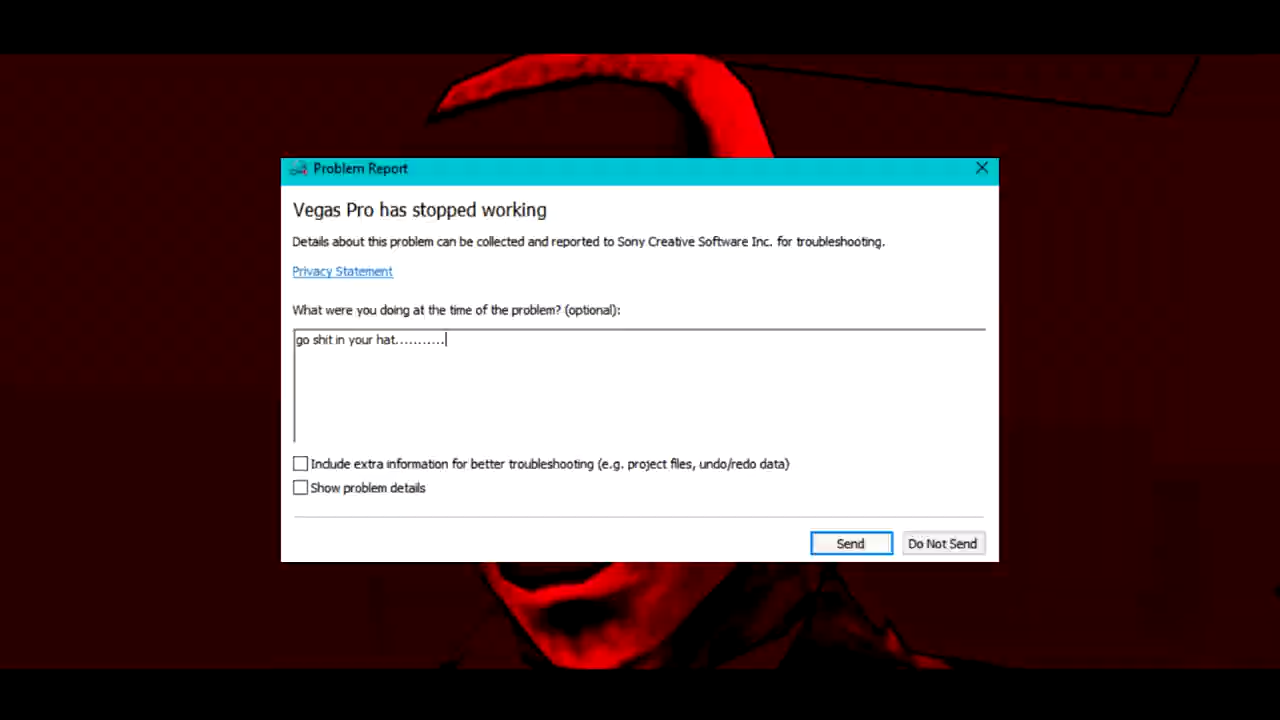 Problem Report
Vegas Pro has stopped working
Details about this problem can be collected and reported to Sony Creative Software Inc. for troubleshooting.
Privacy Statement
What were you doing at the time of the problem? (optional):
go shit in your hat...........
Include extra information for better troubleshooting (e.g. project files, undo/redo data)
Show problem details
Send Do Not Send